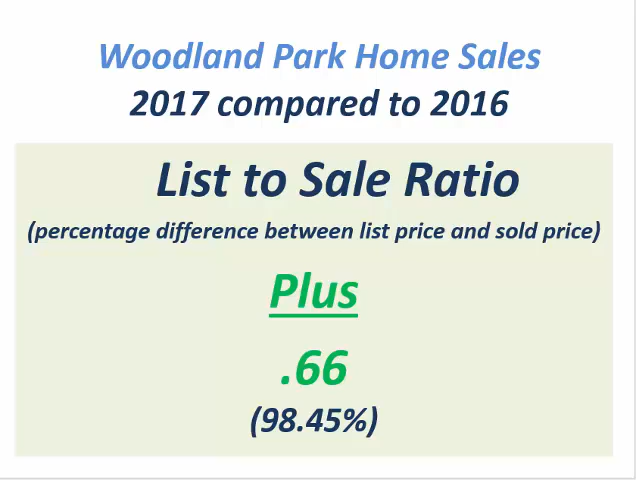 Woodland Park Home Sales
2017 compared to 2016
List to Sale Ratio
(percentage difference between list price and sold price)
Plus
.66
(98.45%)